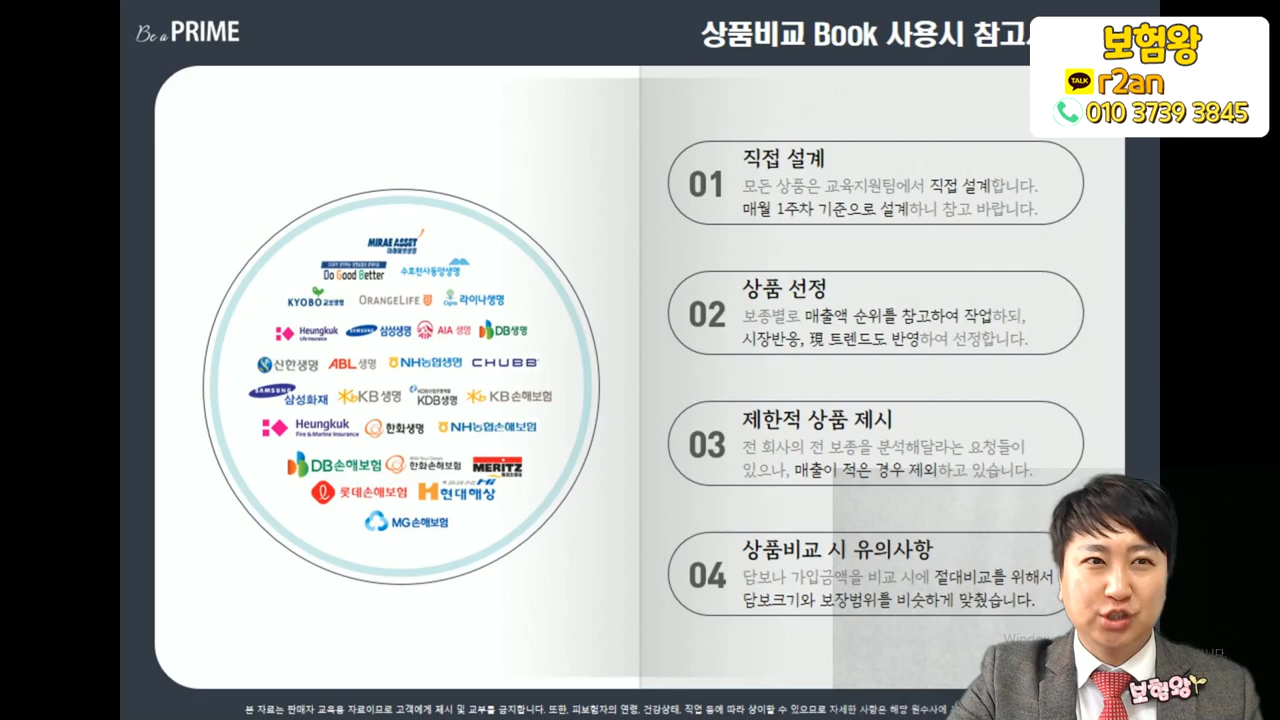 Be a PRIME
상품비교 Book 사용시 참고
보험왕
TALK r2an
010 3739 3845
01 직접 설계
모든 상품은 교육지원팀에서 직접 설계합니다.
매월 1주차 기준으로 설계하니 참고 바랍니다.
02 상품 선정
보종별로 매출액 순위를 참고하여 작업하되,
시장반응, 現 트렌드도 반영하여 선정합니다.
03 제한적 상품 제시
전 회사의 전 보종을 분석해달라는 요청들이
있으나, 매출이 적은 경우 제외하고 있습니다.
04 상품비교 시 유의사항
담보나 가입금액을 비교 시에 절대비교를 위해서
담보크기와 보장범위를 비슷하게 맞췄습니다.
MIRAE ASSET
미래에셋생명
Do Good Better 수호천사동양생명
KYOBO 교보생명 ORANGELIFE Cigna 라이나생명
Heungkuk Life Insurance SAMSUNG 삼성생명 AIA 생명 DB생명
신한생명 ABL 생명 NH농협생명 CHUBB
SAMSUNG 삼성화재 KB생명 KDB생명 KB손해보험
Heungkuk Fire & Marine Insurance 한화생명 NH농협손해보험
DB손해보험 한화손해보험 MERITZ
롯데손해보험 Hi 현대해상
MG손해보험
Window
니다.
보험왕
본 자료는 판매자 교육용 자료이므로 고객에게 제시 및 교부를 금지합니다. 또한, 피보험자의 연령, 건강상태, 직업 등에 따라 상이할 수 있으므로 자세한 사항은 해당 원수사에